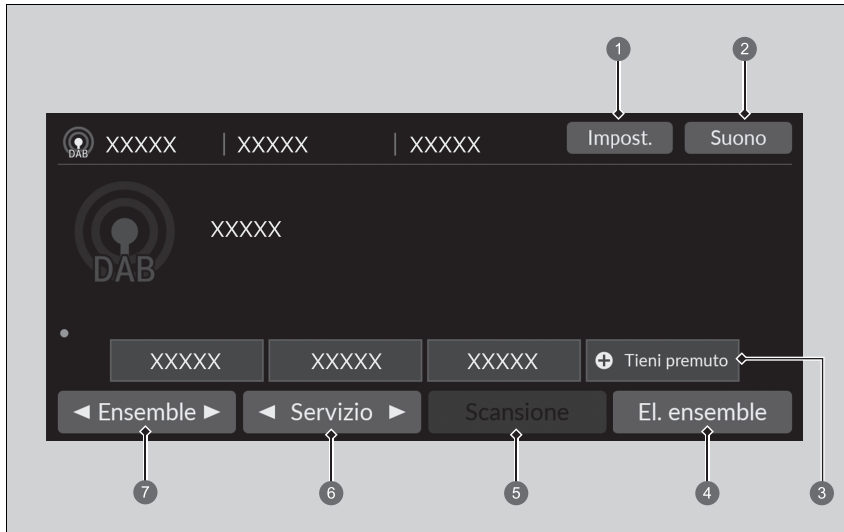 1 2
DAB XXXXX | XXXXX | XXXXX Impost. Suono
XXXXX
DAB
XXXXX XXXXX XXXXX Tieni premuto
◄ Ensemble ► ◄ Servizio ► Scansione El. ensemble
7 6 5 4 3